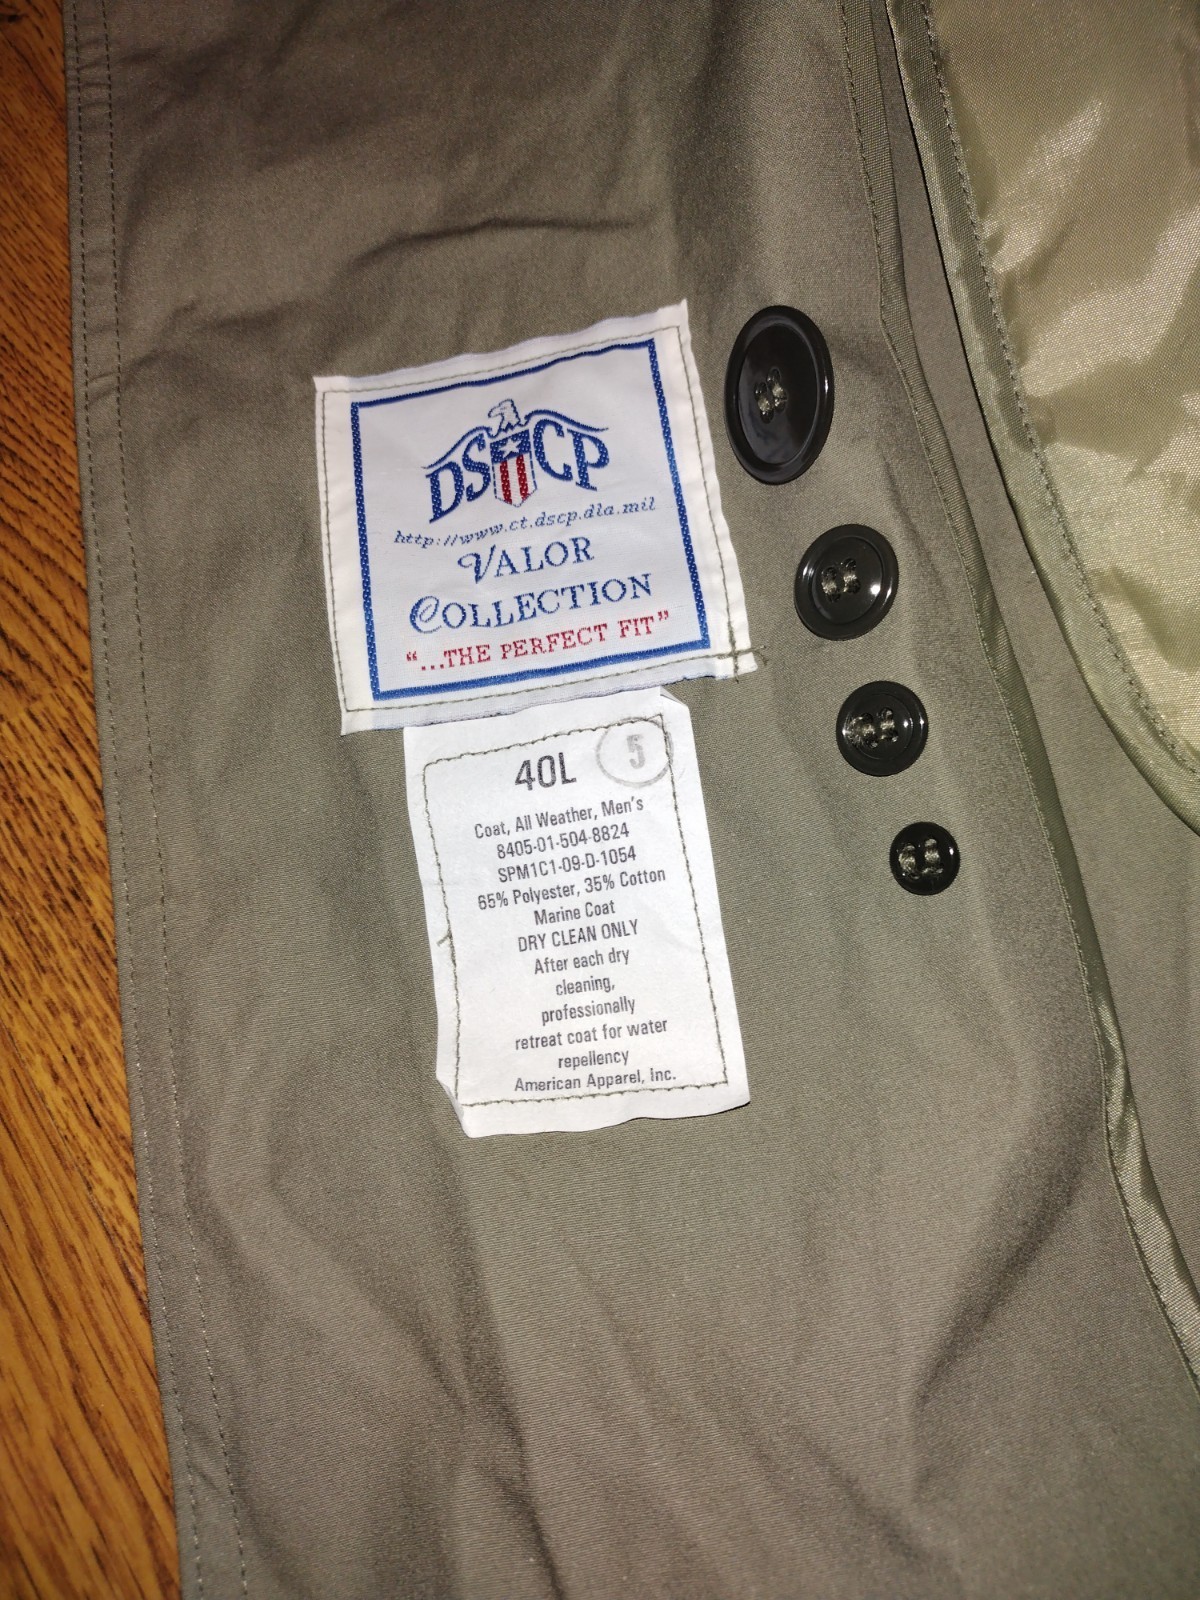 DSCP
http://www.ct.dscp.dla.mil
VALOR
COLLECTION
"...THE PERFECT FIT"
40L 5
Coat, All Weather, Men's
8405-01-504-8824
SPM1C1-09-D-1054
65% Polyester, 35% Cotton
Marine Coat
DRY CLEAN ONLY
After each dry
cleaning,
professionally
retreat coat for water
repellency
American Apparel, Inc.